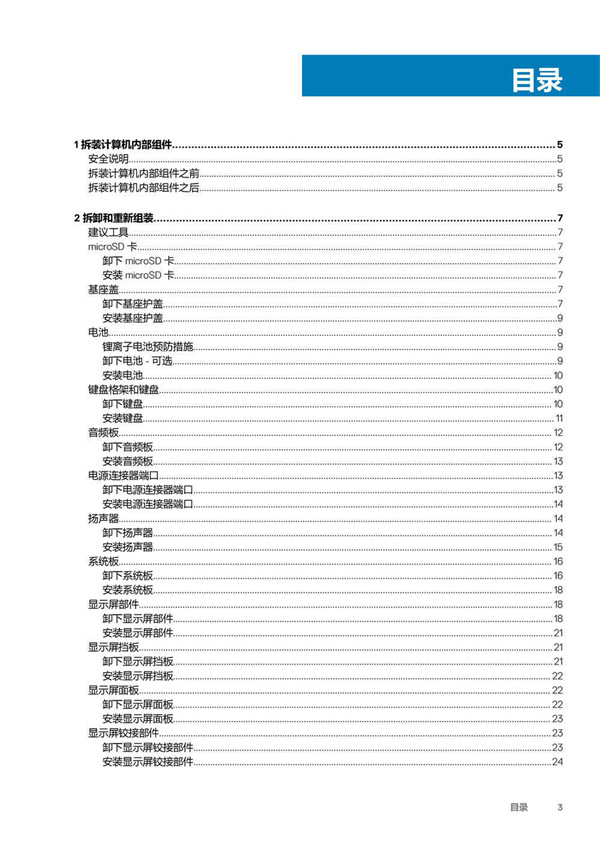 目录
1 拆装计算机内部组件.......................................................................................................... 5
安全说明..........................................................................................................5
拆装计算机内部组件之前.......................................................................................................... 5
拆装计算机内部组件之后.......................................................................................................... 5
2 拆卸和重新组装.......................................................................................................... 7
建议工具.......................................................................................................... 7
microSD 卡.......................................................................................................... 7
卸下 microSD 卡.......................................................................................................... 7
安装 microSD 卡.......................................................................................................... 7
基座盖.......................................................................................................... 7
卸下基座护盖..........................................................................................................7
安装基座护盖..........................................................................................................9
电池.......................................................................................................... 9
锂离子电池预防措施.......................................................................................................... 9
卸下电池 - 可选..........................................................................................................9
安装电池.......................................................................................................... 10
键盘格架和键盘..........................................................................................................10
卸下键盘.......................................................................................................... 10
安装键盘.......................................................................................................... 11
音频板.......................................................................................................... 12
卸下音频板.......................................................................................................... 12
安装音频板.......................................................................................................... 13
电源连接器端口..........................................................................................................13
卸下电源连接器端口..........................................................................................................13
安装电源连接器端口..........................................................................................................14
扬声器.......................................................................................................... 14
卸下扬声器.......................................................................................................... 14
安装扬声器.......................................................................................................... 15
系统板.......................................................................................................... 16
卸下系统板.......................................................................................................... 16
安装系统板.......................................................................................................... 18
显示屏部件.......................................................................................................... 18
卸下显示屏部件.......................................................................................................... 18
安装显示屏部件.......................................................................................................... 21
显示屏挡板..........................................................................................................21
卸下显示屏挡板.......................................................................................................... 21
安装显示屏挡板.......................................................................................................... 22
显示屏面板.......................................................................................................... 22
卸下显示屏面板.......................................................................................................... 22
安装显示屏面板.......................................................................................................... 23
显示屏铰接部件..........................................................................................................23
卸下显示屏铰接部件..........................................................................................................23
安装显示屏铰接部件..........................................................................................................24
目录 3